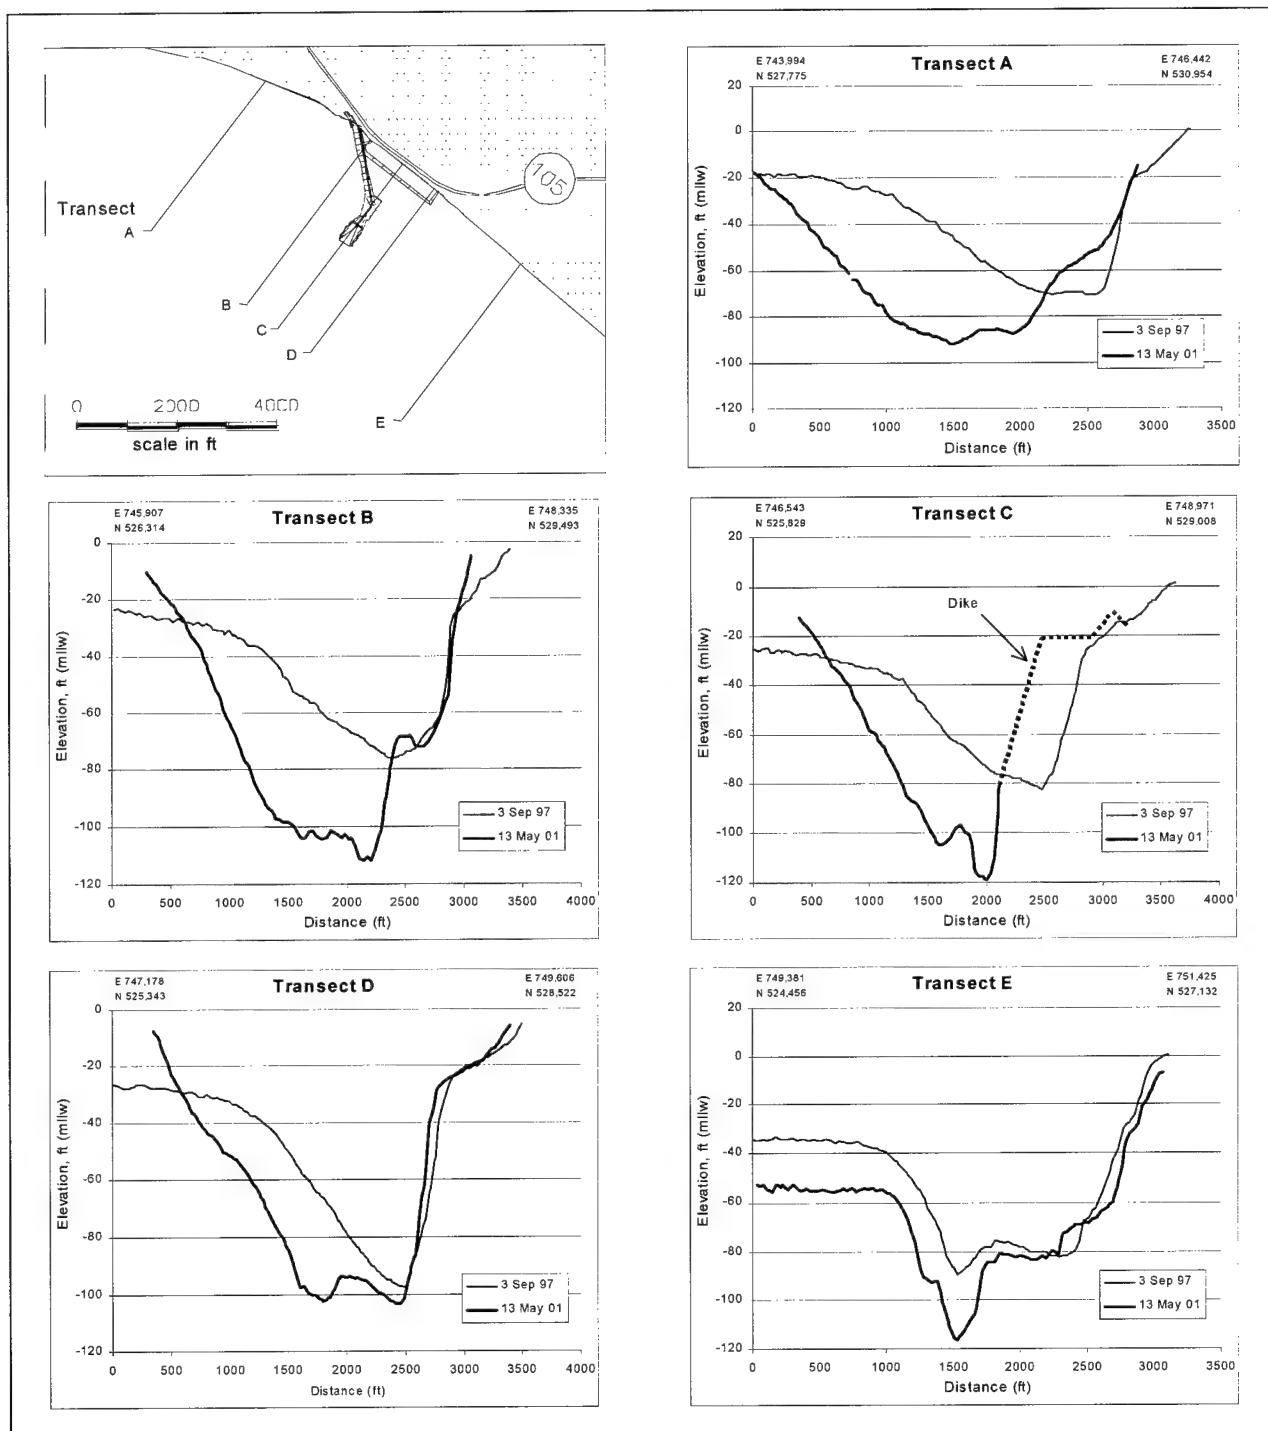 105
Transect
A
B
C
D
E
0 2000 4000
scale in ft
E 743,994
N 527,775
Transect A
E 746,442
N 530,954
Elevation, ft (mllw)
20
0
-20
-40
-60
-80
-100
-120
3 Sep 97
13 May 01
0 500 1000 1500 2000 2500 3000 3500
Distance (ft)
E 745,907
N 526,314
Transect B
E 748,335
N 529,493
Elevation, ft (mllw)
0
-20
-40
-60
-80
-100
-120
3 Sep 97
13 May 01
0 500 1000 1500 2000 2500 3000 3500 4000
Distance (ft)
E 746,543
N 525,829
Transect C
E 748,971
N 529,008
Elevation, ft (mllw)
20
0
-20
-40
-60
-80
-100
-120
Dike
3 Sep 97
13 May 01
0 500 1000 1500 2000 2500 3000 3500 4000
Distance (ft)
E 747,178
N 525,343
Transect D
E 749,606
N 528,522
Elevation, ft (mllw)
0
-20
-40
-60
-80
-100
-120
3 Sep 97
13 May 01
0 500 1000 1500 2000 2500 3000 3500 4000
Distance (ft)
E 749,381
N 524,456
Transect E
E 751,425
N 527,132
Elevation, ft (mllw)
20
0
-20
-40
-60
-80
-100
-120
3 Sep 97
13 May 01
0 500 1000 1500 2000 2500 3000 3500
Distance (ft)